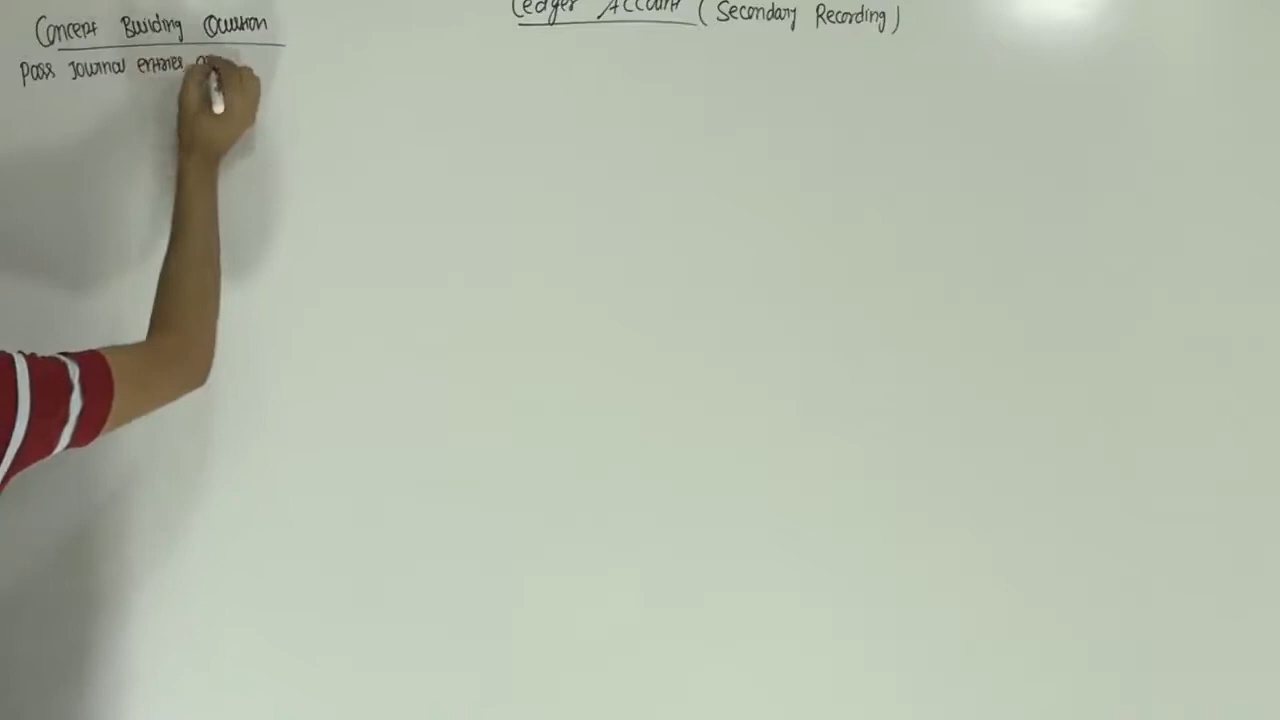 Ledger Account (Secondary Recording)
Concept Building Question
Pass Journal entries